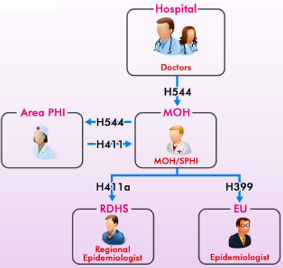 Hospital
Doctors
H544
Area PHI
H544
H411
MOH
MOH/SPHI
H411a
H399
RDHS
Regional
Epidemiologist
EU
Epidemiologist